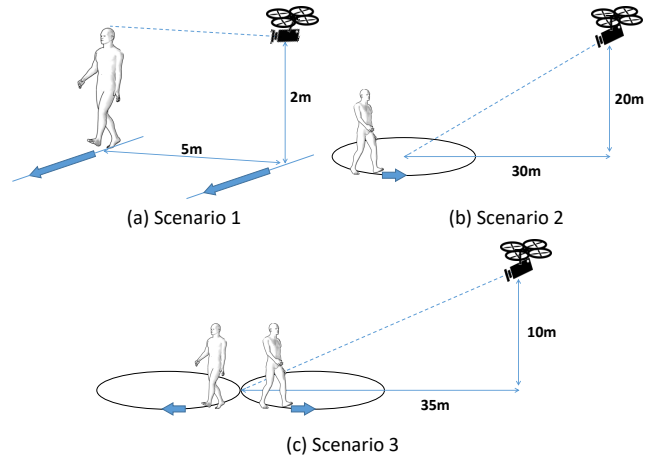 2m
5m
(a) Scenario 1
20m
30m
(b) Scenario 2
10m
35m
(c) Scenario 3